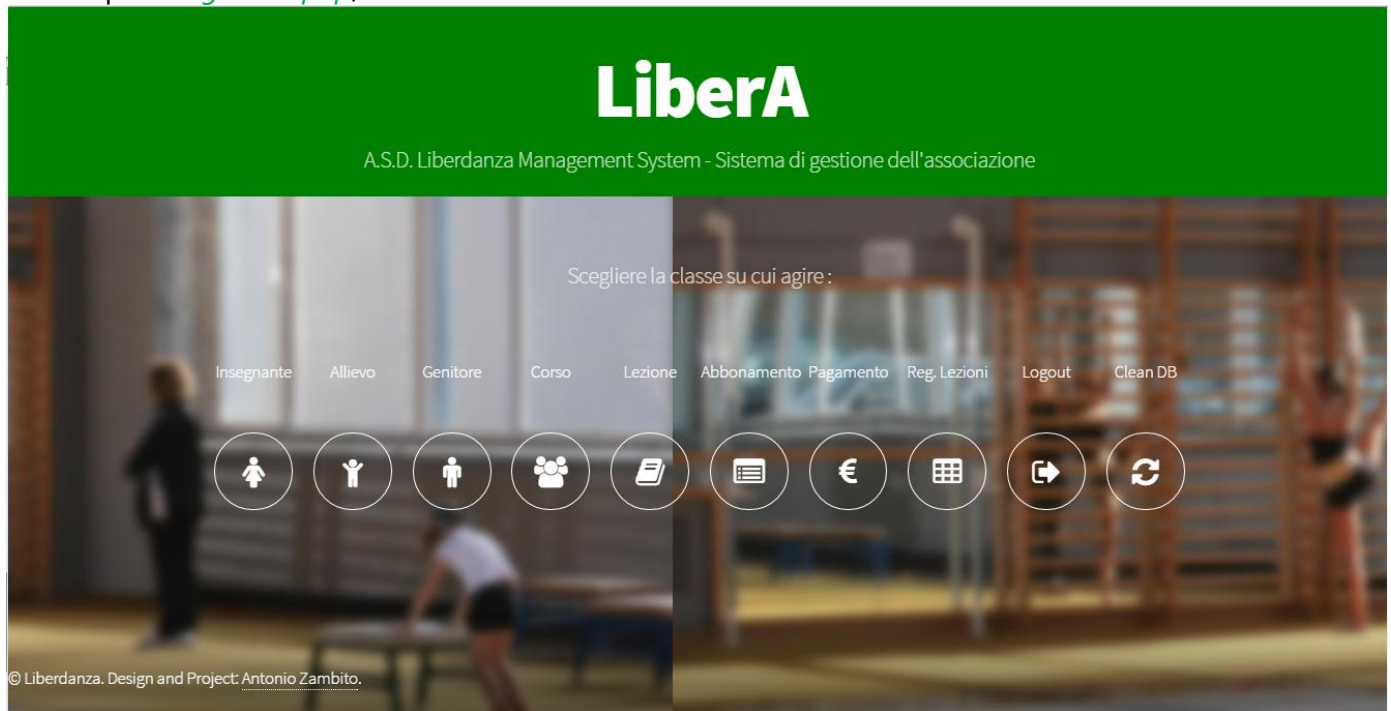 LiberA
A.S.D. Liberdanza Management System - Sistema di gestione dell'associazione
Scegliere la classe su cui agire :
Insegnante Allievo Genitore Corso Lezione Abbonamento Pagamento Reg. Lezioni Logout Clean DB
© Liberdanza. Design and Project: Antonio Zambito.